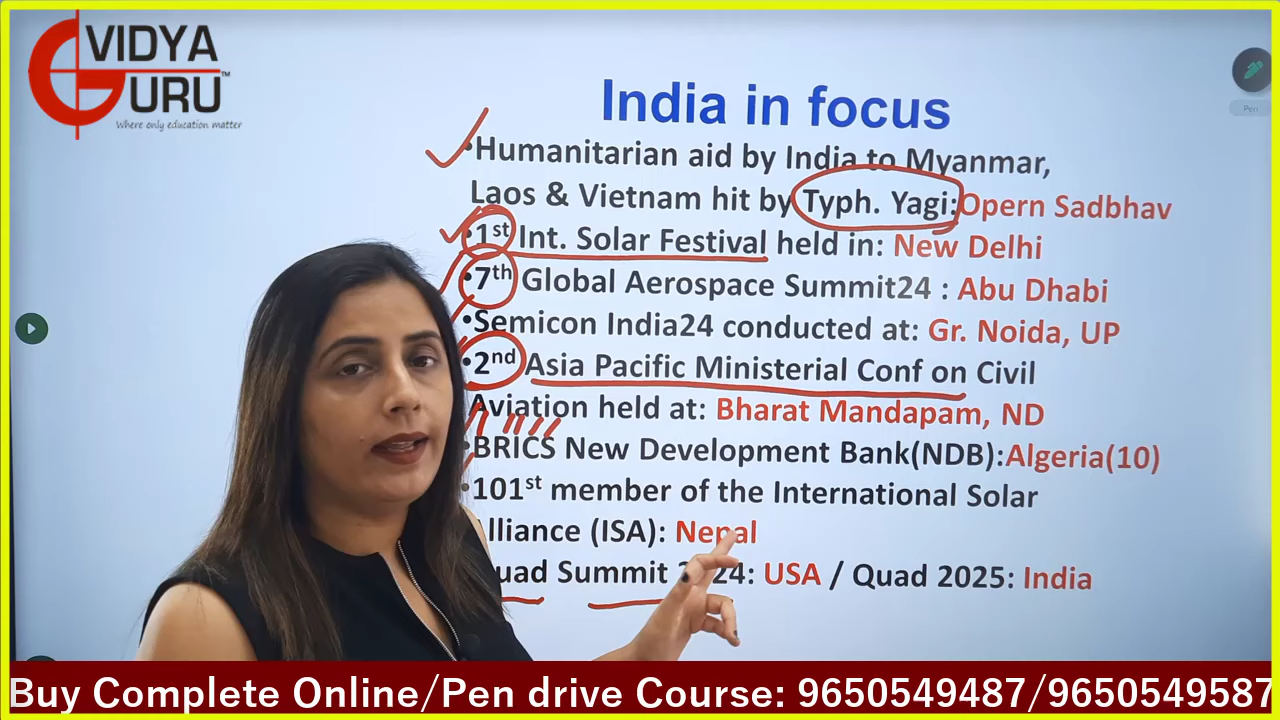 VIDYA
GURU™
Where only education matter
Pen
India in focus
•Humanitarian aid by India to Myanmar,
Laos & Vietnam hit by Typh. Yagi:Opern Sadbhav
•1st Int. Solar Festival held in: New Delhi
•7th Global Aerospace Summit24 : Abu Dhabi
•Semicon India24 conducted at: Gr. Noida, UP
•2nd Asia Pacific Ministerial Conf on Civil
Aviation held at: Bharat Mandapam, ND
•BRICS New Development Bank(NDB):Algeria(10)
•101st member of the International Solar
lliance (ISA): Nepal
uad Summit 2024: USA / Quad 2025: India
Buy Complete Online/Pen drive Course: 9650549487/9650549587